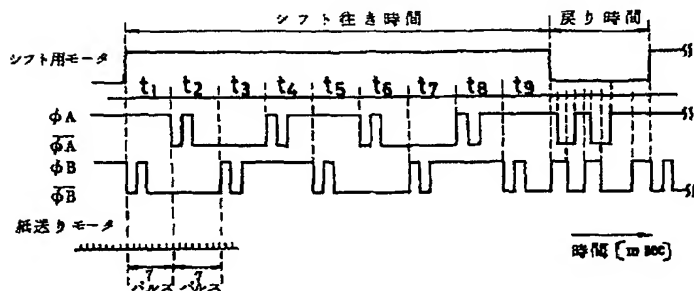 シフト往き時間 戻り時間
シフト用モータ
t1 t2 t3 t4 t5 t6 t7 t8 t9
φA
φA̅
φB
φB̅
紙送りモータ
時間〔m sec〕
7 7
パルス パルス